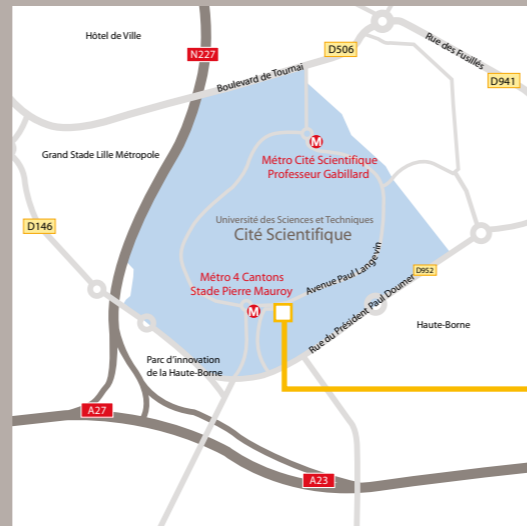 Hôtel de Ville
D506
Rue des Fusillés
N227
Boulevard de Tournai
D941
M
Grand Stade Lille Métropole
Métro Cité Scientifique
Professeur Gabillard
D146
Université des Sciences et Techniques
Cité Scientifique
Avenue Paul Langevin
D952
Métro 4 Cantons
Stade Pierre Mauroy
M
Rue du Président Paul Doumer
Haute-Borne
Parc d'innovation
de la Haute-Borne
A27
A23